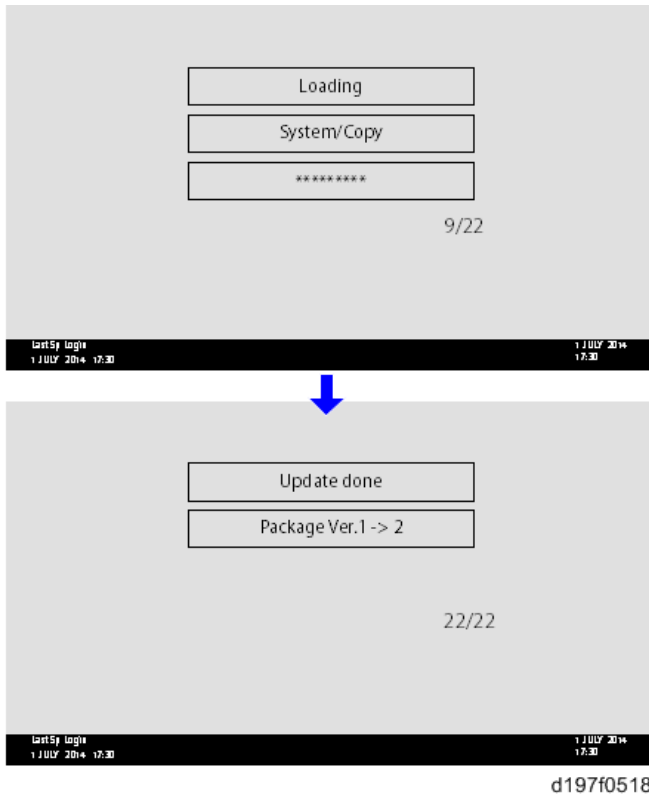 Loading
System/Copy
*********
9/22
Last Sp Login
1 JULY 2014 17:30
1 JULY 2014
17:30
Update done
Package Ver.1 -> 2
22/22
Last Sp Login
1 JULY 2014 17:30
1 JULY 2014
17:30
d197f0518